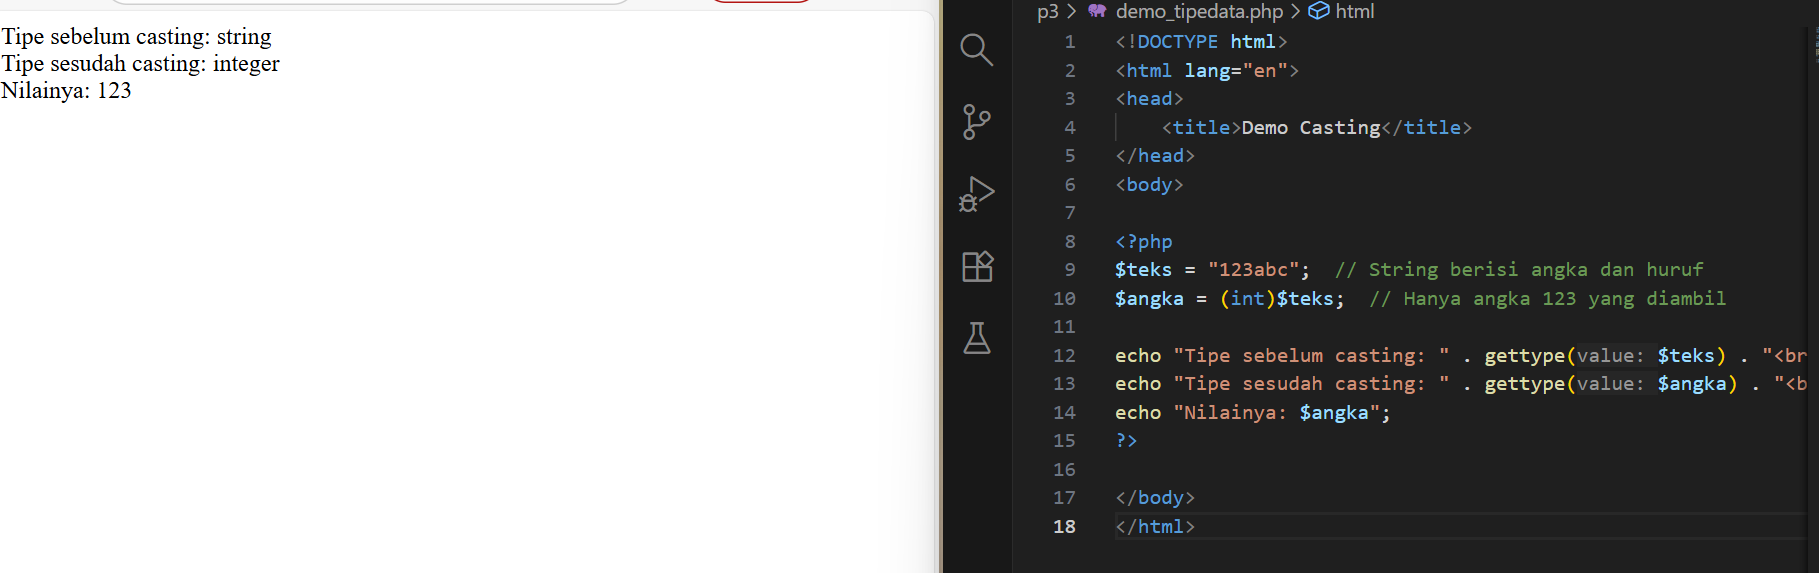 Tipe sebelum casting: string
Tipe sesudah casting: integer
Nilainya: 123
p3 > demo_tipedata.php > html
1 <!DOCTYPE html>
2 <html lang="en">
3 <head>
4 <title>Demo Casting</title>
5 </head>
6 <body>
7
8 <?php
9 $teks = "123abc"; // String berisi angka dan huruf
10 $angka = (int)$teks; // Hanya angka 123 yang diambil
11
12 echo "Tipe sebelum casting: " . gettype(value: $teks) . "<br
13 echo "Tipe sesudah casting: " . gettype(value: $angka) . "<b
14 echo "Nilainya: $angka";
15 ?>
16
17 </body>
18 </html>